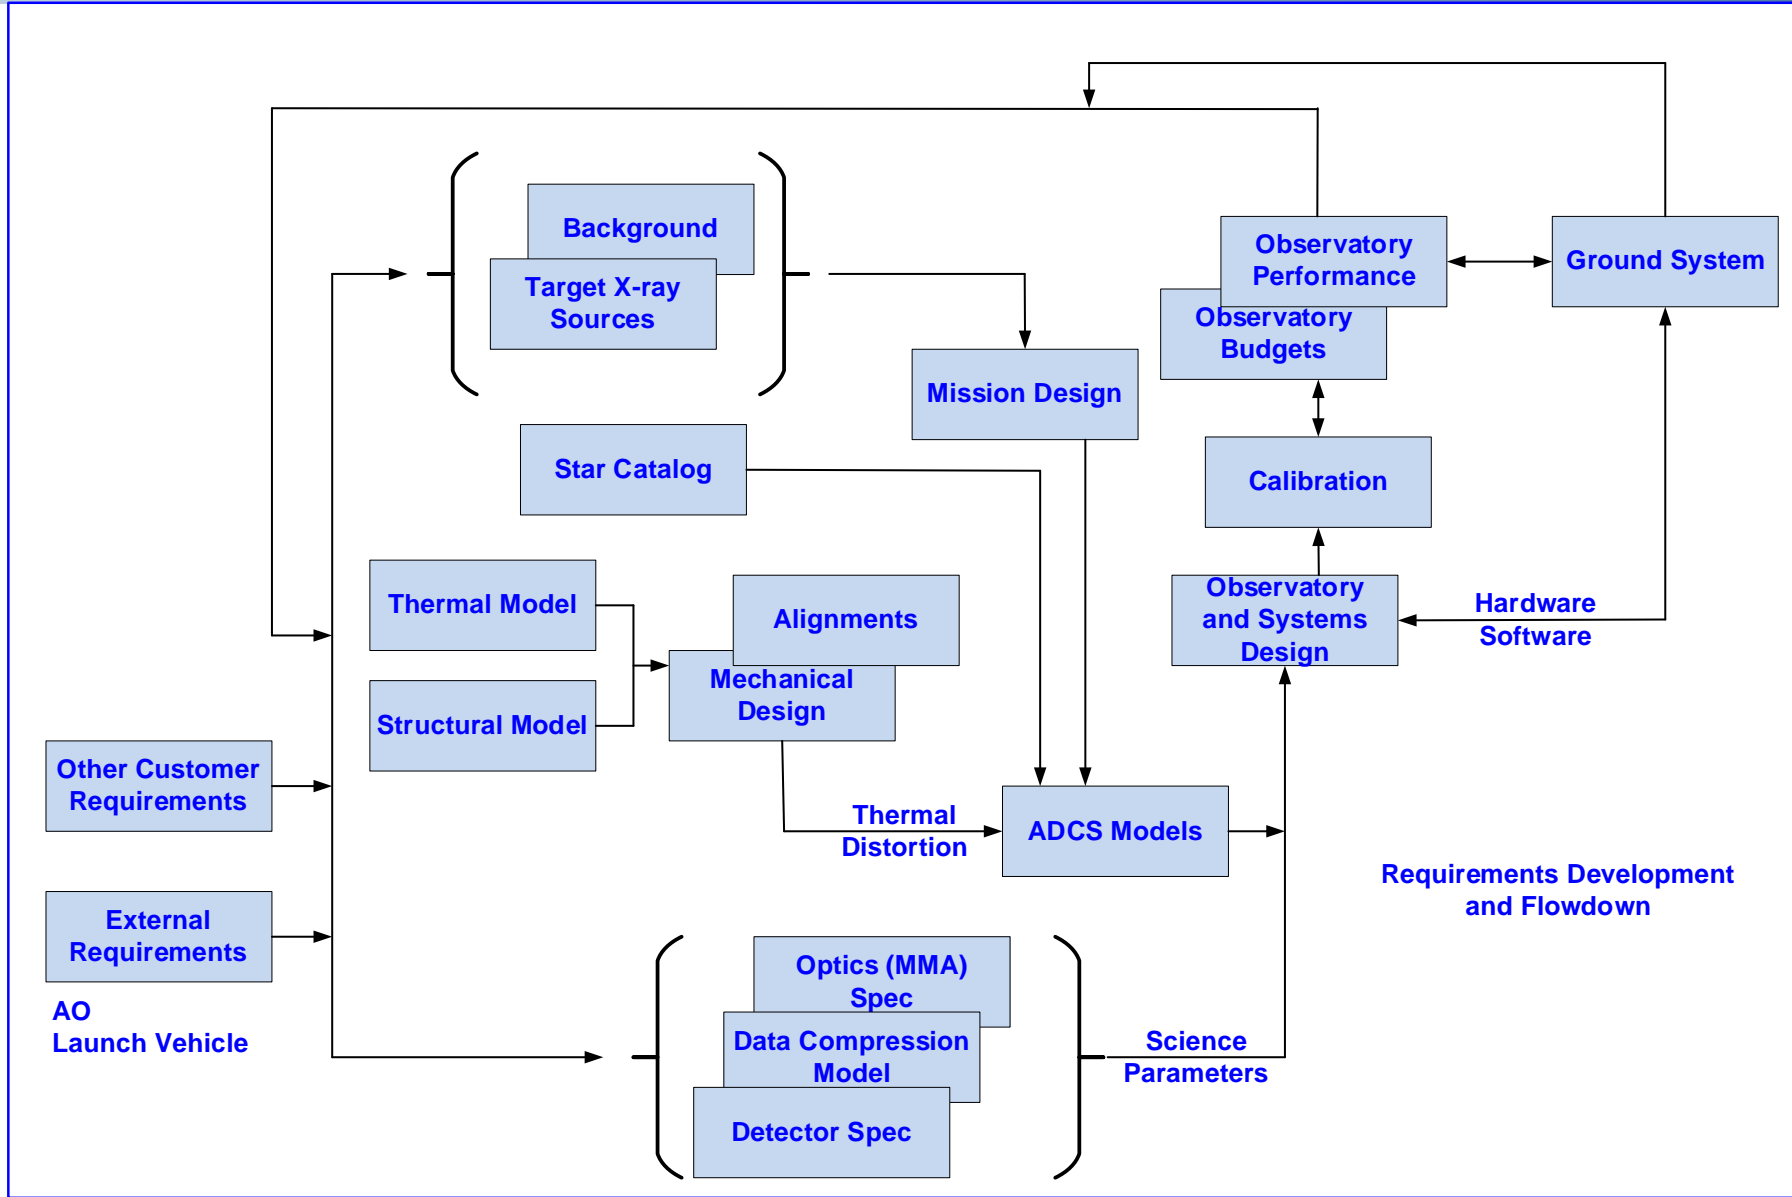 Background
Target X-ray
Sources
Observatory
Performance
Ground System
Observatory
Budgets
Mission Design
Star Catalog
Calibration
Thermal Model
Alignments
Observatory
and Systems
Design
Hardware
Software
Structural Model
Mechanical
Design
Other Customer
Requirements
Thermal
Distortion
ADCS Models
Requirements Development
and Flowdown
External
Requirements
AO
Launch Vehicle
Optics (MMA)
Spec
Data Compression
Model
Science
Parameters
Detector Spec